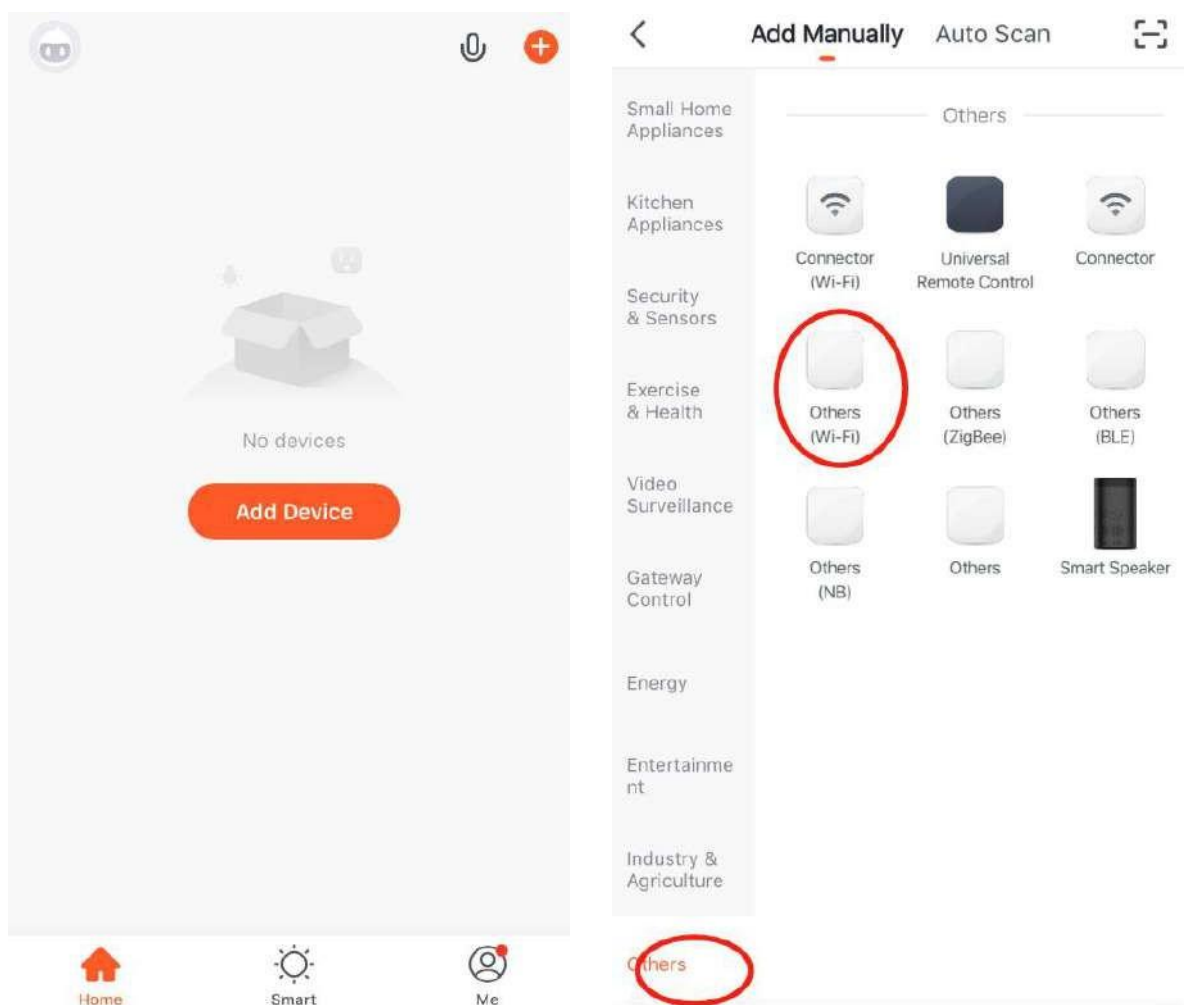 No devices
Add Device
Home
Smart
Me
Add Manually
Auto Scan
Small Home
Appliances
Kitchen
Appliances
Security
& Sensors
Exercise
& Health
Video
Surveillance
Gateway
Control
Energy
Entertainme
nt
Industry &
Agriculture
Others
Others
Connector
(Wi-Fi)
Universal
Remote Control
Connector
Others
(Wi-Fi)
Others
(ZigBee)
Others
(BLE)
Others
(NB)
Others
Smart Speaker